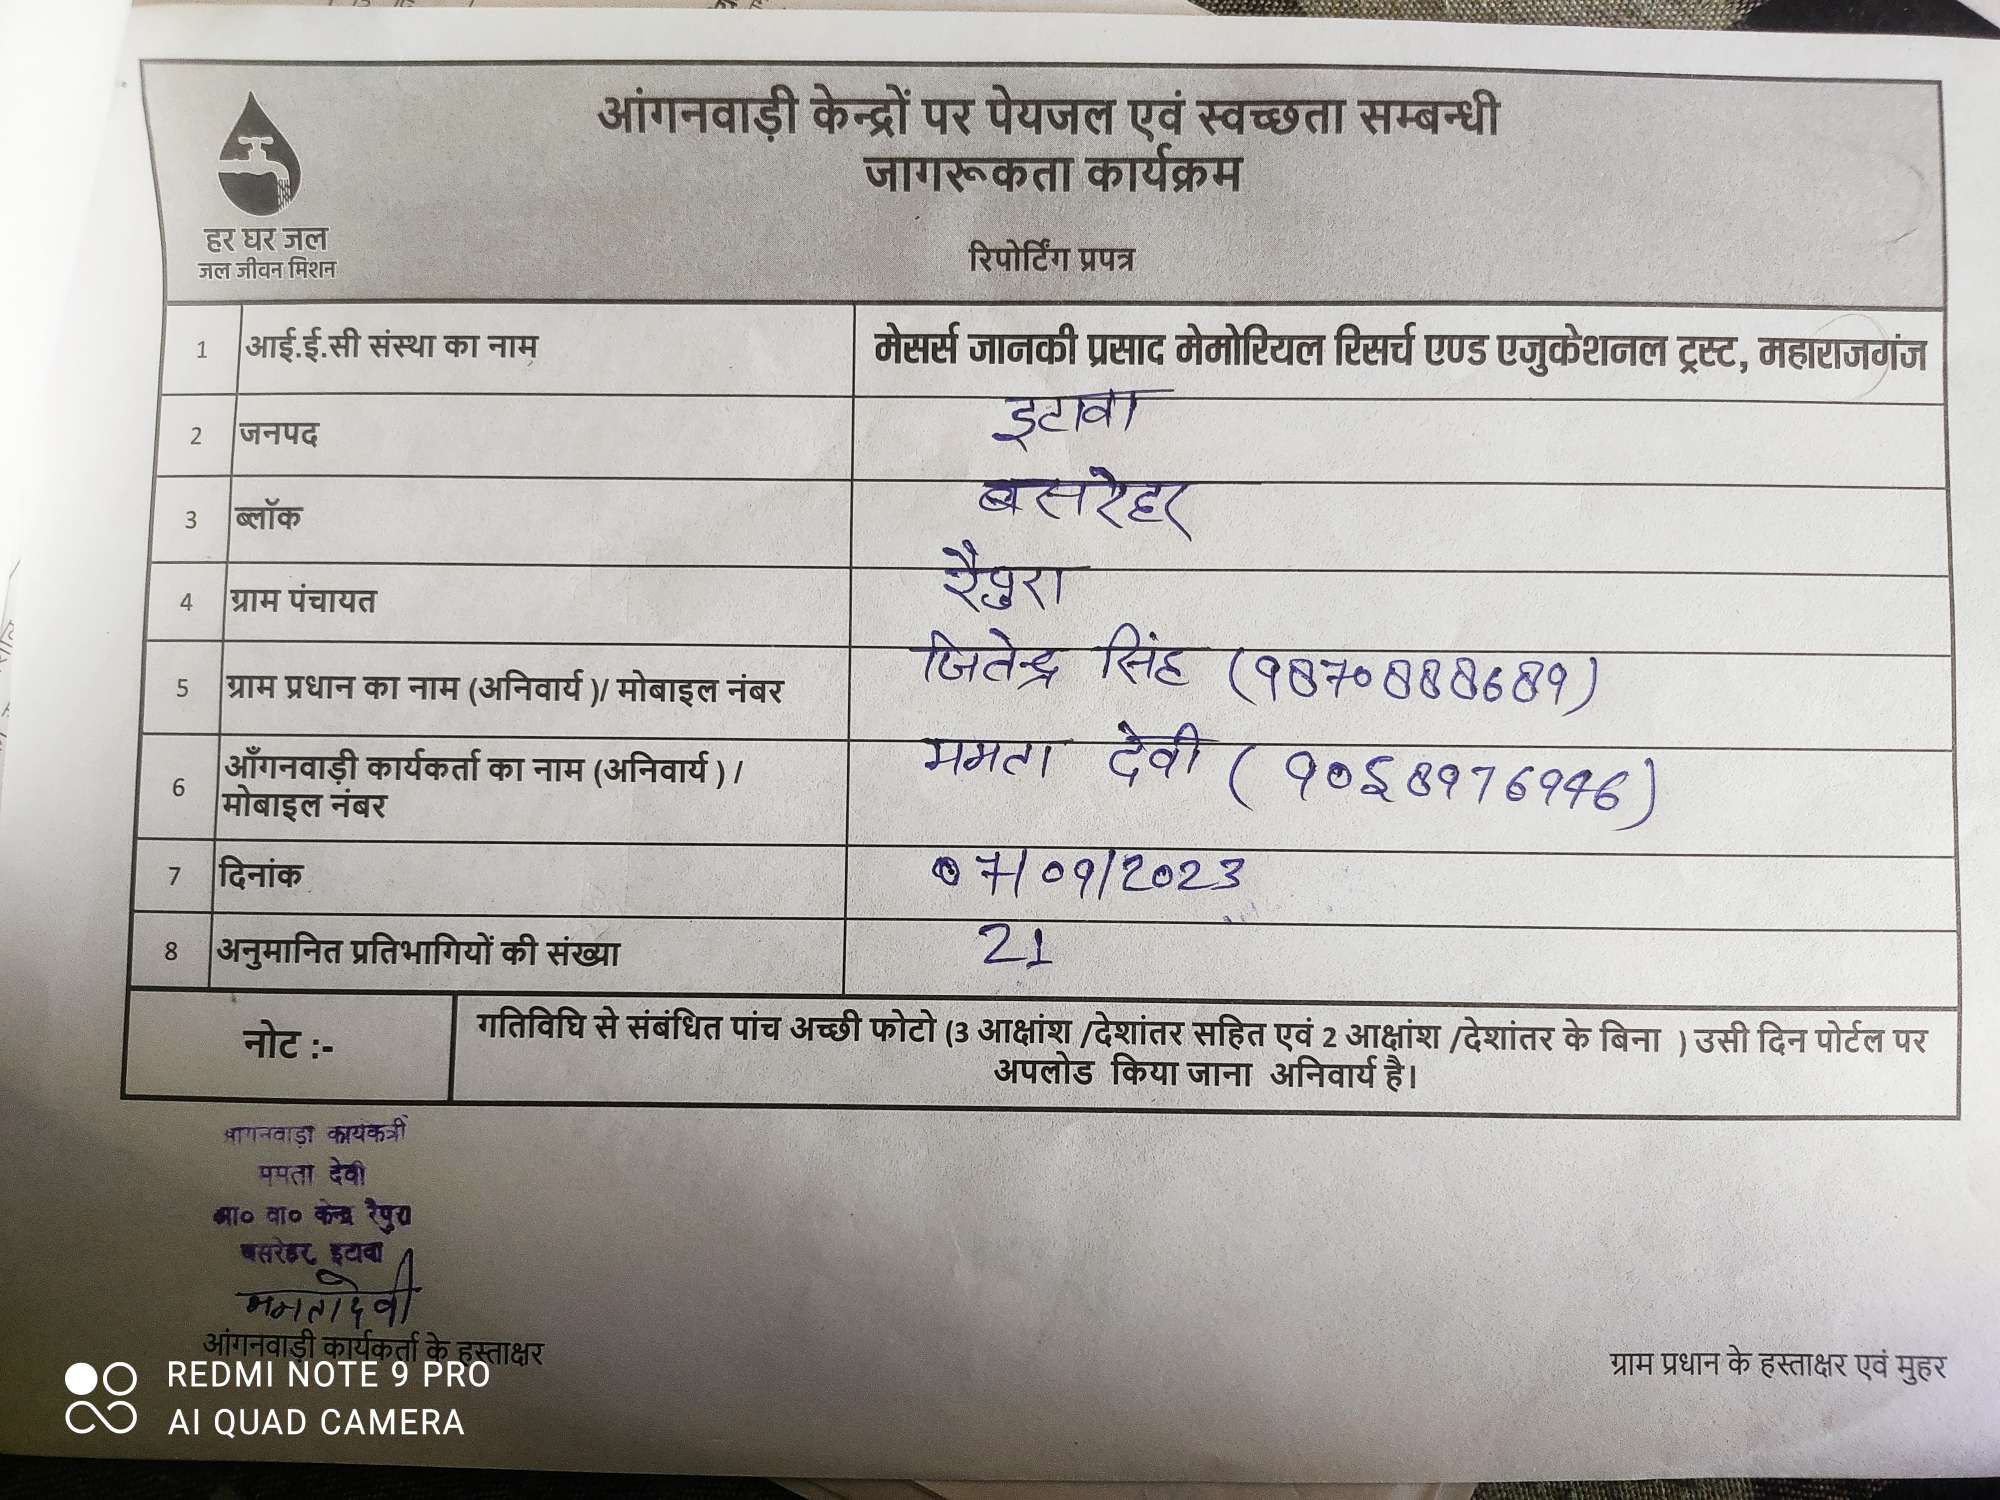 आंगनवाड़ी केन्द्रों पर पेयजल एवं स्वच्छता सम्बन्धी
जागरूकता कार्यक्रम
हर घर जल
जल जीवन मिशन
रिपोर्टिंग प्रपत्र
1 आई.ई.सी संस्था का नाम मेसर्स जानकी प्रसाद मेमोरियल रिसर्च एण्ड एजुकेशनल ट्रस्ट, महाराजगंज
2 जनपद इटावा
3 ब्लॉक बसरेहर
4 ग्राम पंचायत रैपुरा
5 ग्राम प्रधान का नाम (अनिवार्य )/ मोबाइल नंबर जितेन्द्र सिंह (9870888689)
6 आँगनवाड़ी कार्यकर्ता का नाम (अनिवार्य ) /
मोबाइल नंबर ममता देवी
7 दिनांक 07/09/2023
8 अनुमानित प्रतिभागियों की संख्या 21
नोट :- गतिविधि से संबंधित पांच अच्छी फोटो (3 आक्षांश /देशांतर सहित एवं 2 आक्षांश /देशांतर के बिना ) उसी दिन पोर्टल पर
अपलोड किया जाना अनिवार्य है।
आंगनवाड़ी कार्यकर्त्री
ममता देवी
आ० वा० केन्द्र रैपुरा
बसरेहर इटावा
ममता देवी
आंगनवाड़ी कार्यकर्ता के हस्ताक्षर
ग्राम प्रधान के हस्ताक्षर एवं मुहर
REDMI NOTE 9 PRO
AI QUAD CAMERA